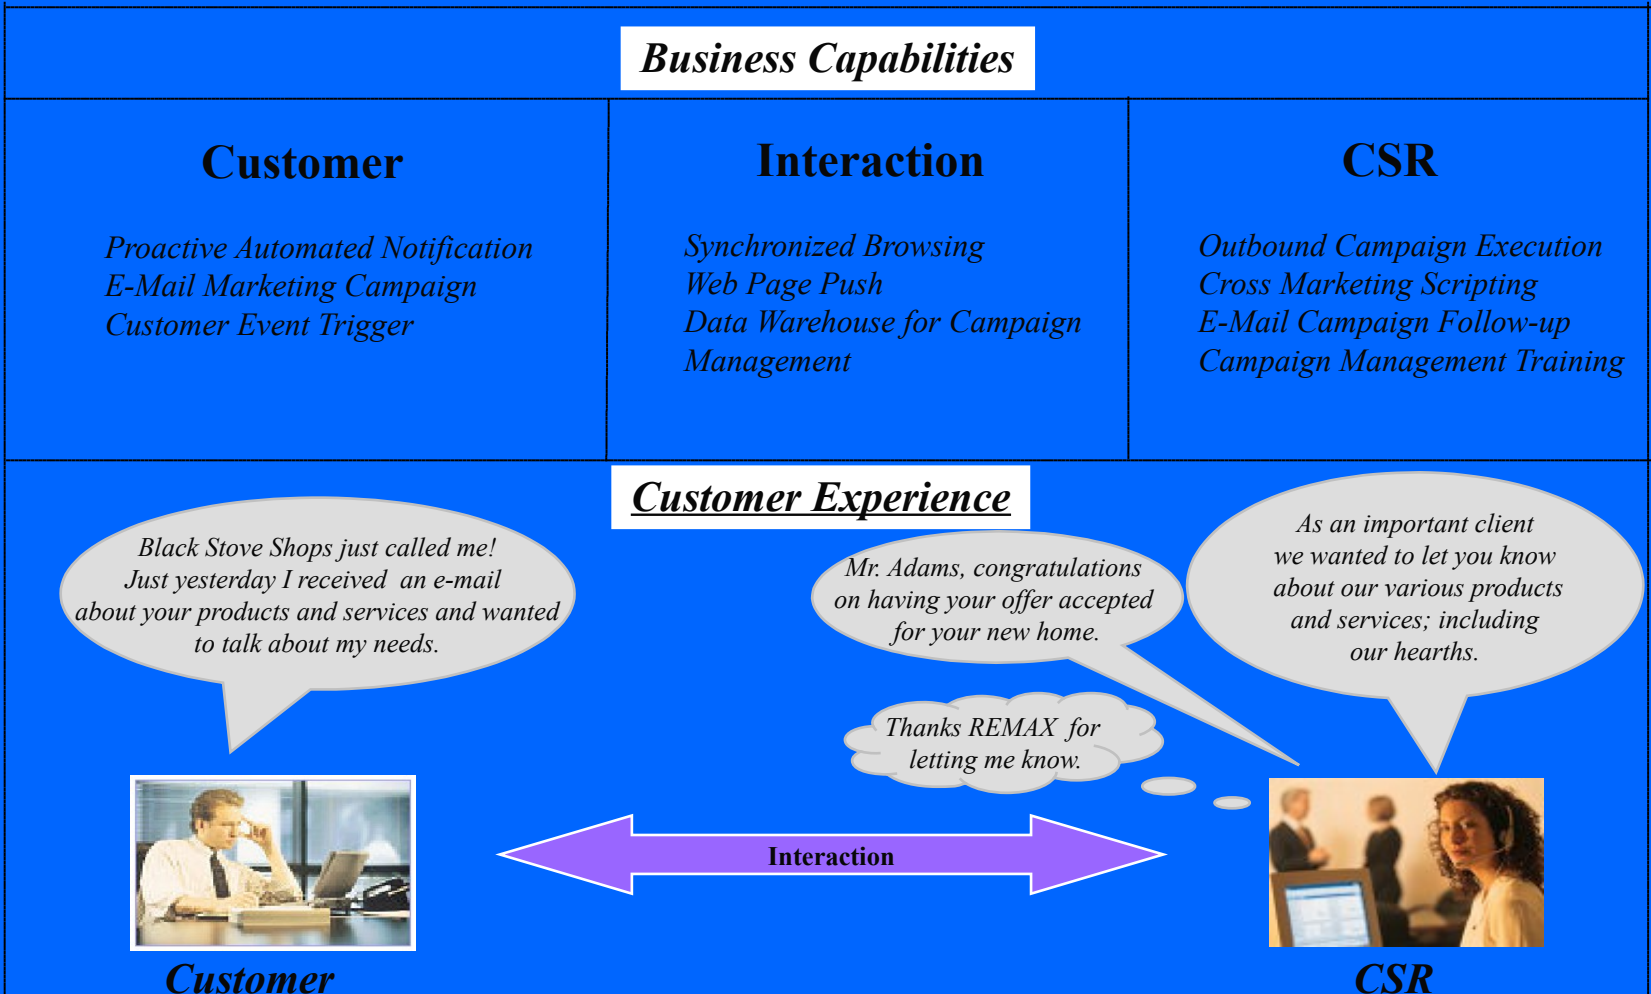 Business Capabilities
Customer
Proactive Automated Notification
E-Mail Marketing Campaign
Customer Event Trigger
Interaction
Synchronized Browsing
Web Page Push
Data Warehouse for Campaign
Management
CSR
Outbound Campaign Execution
Cross Marketing Scripting
E-Mail Campaign Follow-up
Campaign Management Training
Customer Experience
Black Stove Shops just called me!
Just yesterday I received  an e-mail
about your products and services and wanted
to talk about my needs.
Mr. Adams, congratulations
on having your offer accepted
for your new home.
As an important client
we wanted to let you know
about our various products
and services; including
our hearths.
Thanks REMAX  for
letting me know.
Interaction
Customer
CSR